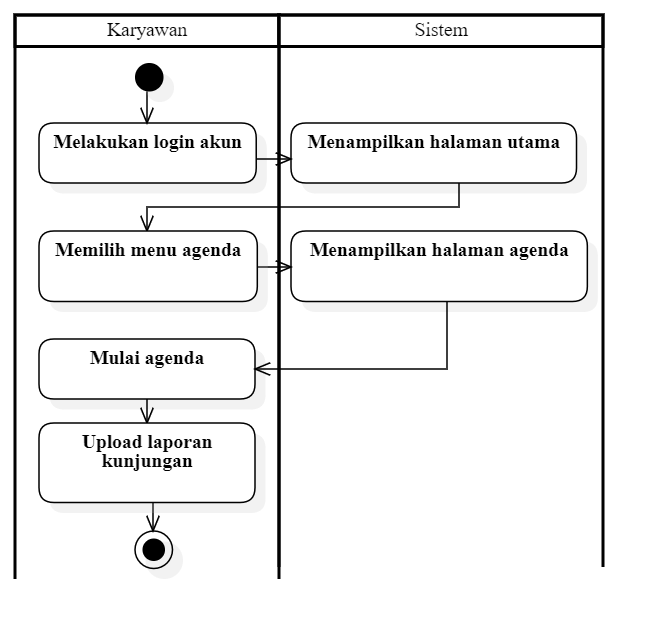 Karyawan
Sistem
Melakukan login akun
Menampilkan halaman utama
Memilih menu agenda
Menampilkan halaman agenda
Mulai agenda
Upload laporan
kunjungan